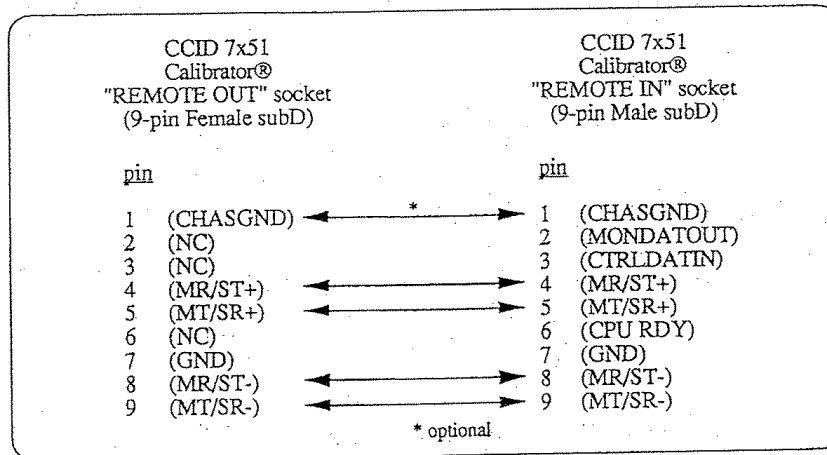 CCID 7x51
Calibrator®
"REMOTE OUT" socket
(9-pin Female subD)
pin
1 (CHASGND)
2 (NC)
3 (NC)
4 (MR/ST+)
5 (MT/SR+)
6 (NC)
7 (GND)
8 (MR/ST-)
9 (MT/SR-)
*
CCID 7x51
Calibrator®
"REMOTE IN" socket
(9-pin Male subD)
pin
1 (CHASGND)
2 (MONDATOUT)
3 (CTRLDATIN)
4 (MR/ST+)
5 (MT/SR+)
6 (CPU RDY)
7 (GND)
8 (MR/ST-)
9 (MT/SR-)
* optional